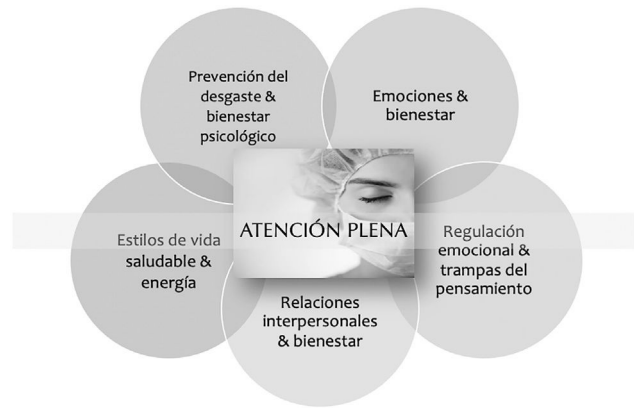 Prevención del
desgaste &
bienestar
psicológico
Emociones &
bienestar
ATENCIÓN PLENA
Estilos de vida
saludable &
energía
Regulación
emocional &
trampas del
pensamiento
Relaciones
interpersonales
& bienestar